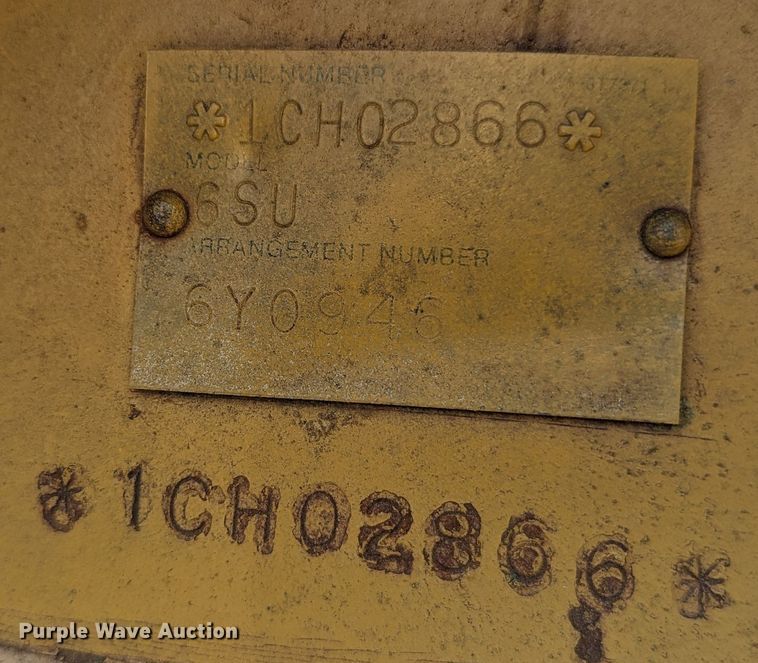 SERIAL NUMBER
*1CH02866*
MODEL
6SU
ARRANGEMENT NUMBER
6Y0946
*1CH02866*
Purple Wave Auction